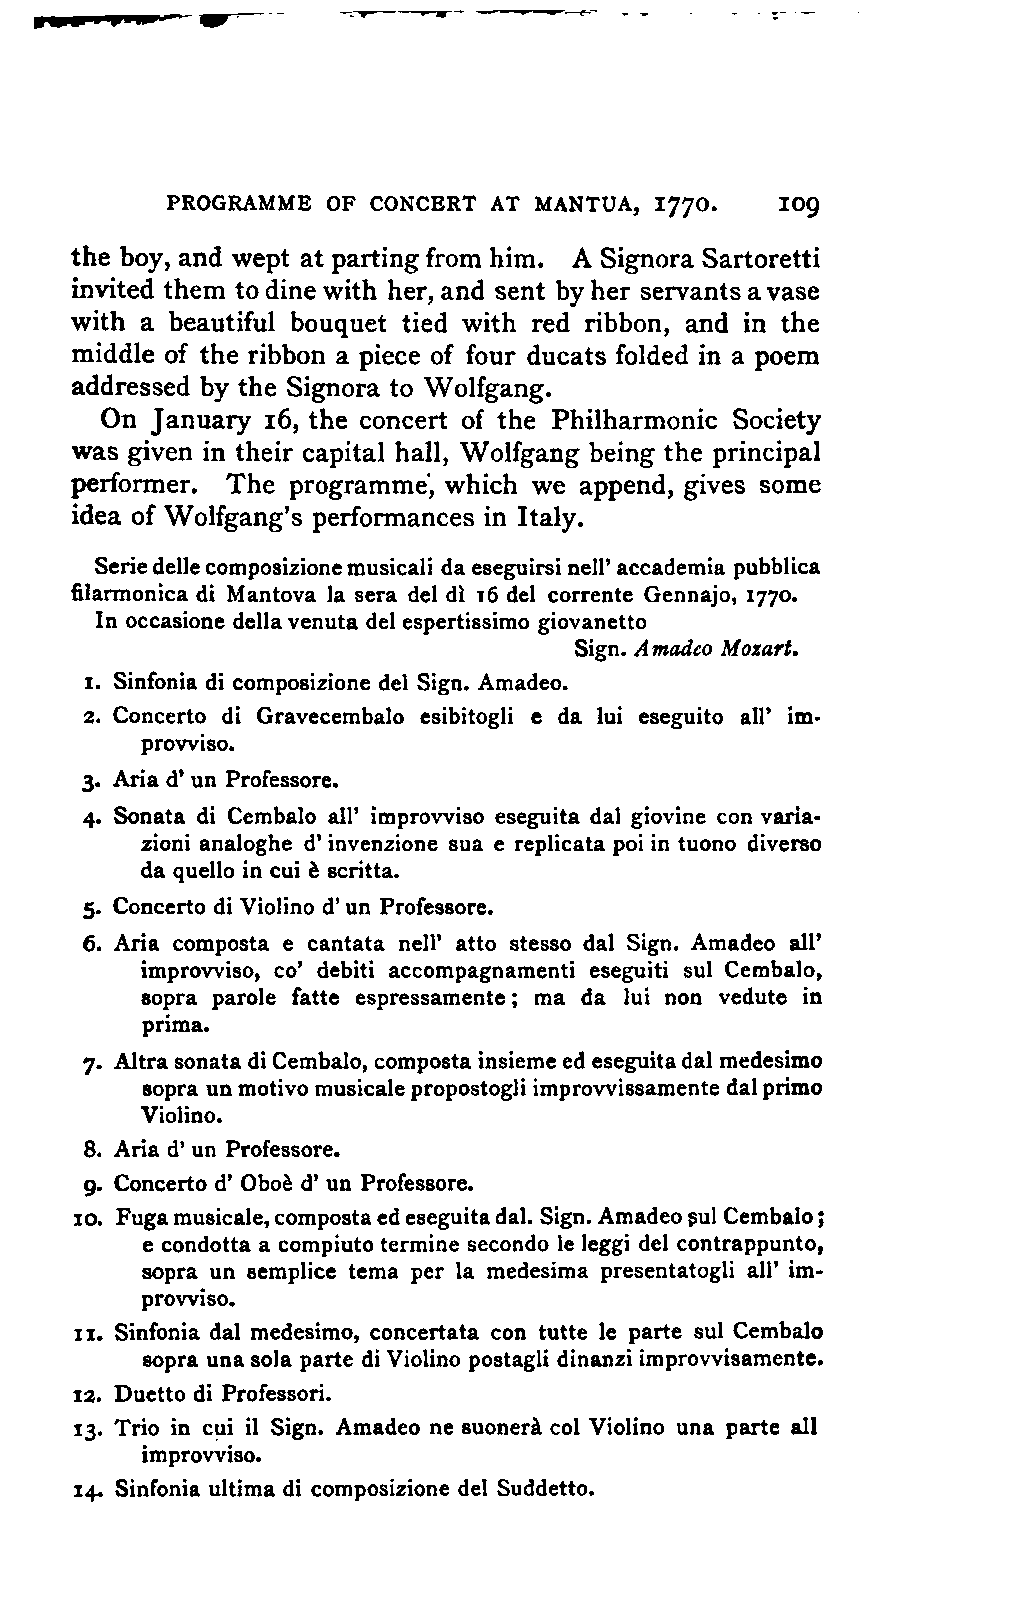 PROGRAMME OF CONCERT AT MANTUA, 1770. 109
the boy, and wept at parting from him. A Signora Sartoretti
invited them to dine with her, and sent by her servants a vase
with a beautiful bouquet tied with red ribbon, and in the
middle of the ribbon a piece of four ducats folded in a poem
addressed by the Signora to Wolfgang.
On January 16, the concert of the Philharmonic Society
was given in their capital hall, Wolfgang being the principal
performer. The programme, which we append, gives some
idea of Wolfgang's performances in Italy.
Serie delle composizione musicali da eseguirsi nell' accademia pubblica
filarmonica di Mantova la sera del dì 16 del corrente Gennajo, 1770.
In occasione della venuta del espertissimo giovanetto
Sign. Amadeo Mozart.
1. Sinfonia di composizione del Sign. Amadeo.
2. Concerto di Gravecembalo esibitogli e da lui eseguito all' im-
provviso.
3. Aria d' un Professore.
4. Sonata di Cembalo all' improvviso eseguita dal giovine con varia-
zioni analoghe d' invenzione sua e replicata poi in tuono diverso
da quello in cui è scritta.
5. Concerto di Violino d' un Professore.
6. Aria composta e cantata nell' atto stesso dal Sign. Amadeo all'
improvviso, co' debiti accompagnamenti eseguiti sul Cembalo,
sopra parole fatte espressamente; ma da lui non vedute in
prima.
7. Altra sonata di Cembalo, composta insieme ed eseguita dal medesimo
sopra un motivo musicale propostogli improvvissamente dal primo
Violino.
8. Aria d' un Professore.
9. Concerto d' Oboè d' un Professore.
10. Fuga musicale, composta ed eseguita dal. Sign. Amadeo sul Cembalo;
e condotta a compiuto termine secondo le leggi del contrappunto,
sopra un semplice tema per la medesima presentatogli all' im-
provviso.
11. Sinfonia dal medesimo, concertata con tutte le parte sul Cembalo
sopra una sola parte di Violino postagli dinanzi improvvisamente.
12. Duetto di Professori.
13. Trio in cui il Sign. Amadeo ne suonerà col Violino una parte all
improvviso.
14. Sinfonia ultima di composizione del Suddetto.